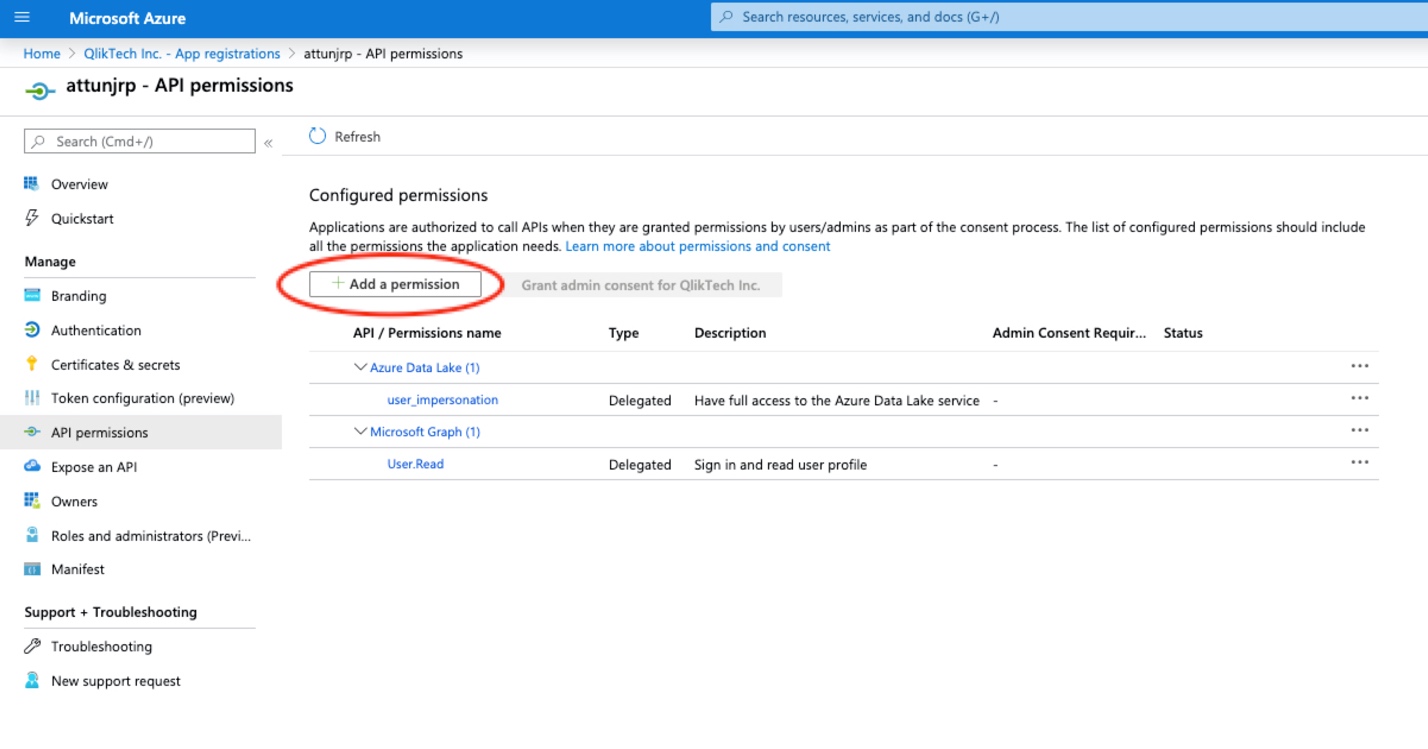 Microsoft Azure
Search resources, services, and docs (G+/)
Home > QlikTech Inc. - App registrations > attunjrp - API permissions
attunjrp - API permissions
Search (Cmd+/)
«
Refresh
Overview
Quickstart
Manage
Branding
Authentication
Certificates & secrets
Token configuration (preview)
API permissions
Expose an API
Owners
Roles and administrators (Previ...
Manifest
Support + Troubleshooting
Troubleshooting
New support request
Configured permissions
Applications are authorized to call APIs when they are granted permissions by users/admins as part of the consent process. The list of configured permissions should include
all the permissions the application needs. Learn more about permissions and consent
+ Add a permission Grant admin consent for QlikTech Inc.
API / Permissions name Type Description Admin Consent Requir... Status
Azure Data Lake (1) ...
user_impersonation Delegated Have full access to the Azure Data Lake service - ...
Microsoft Graph (1) ...
User.Read Delegated Sign in and read user profile - ...